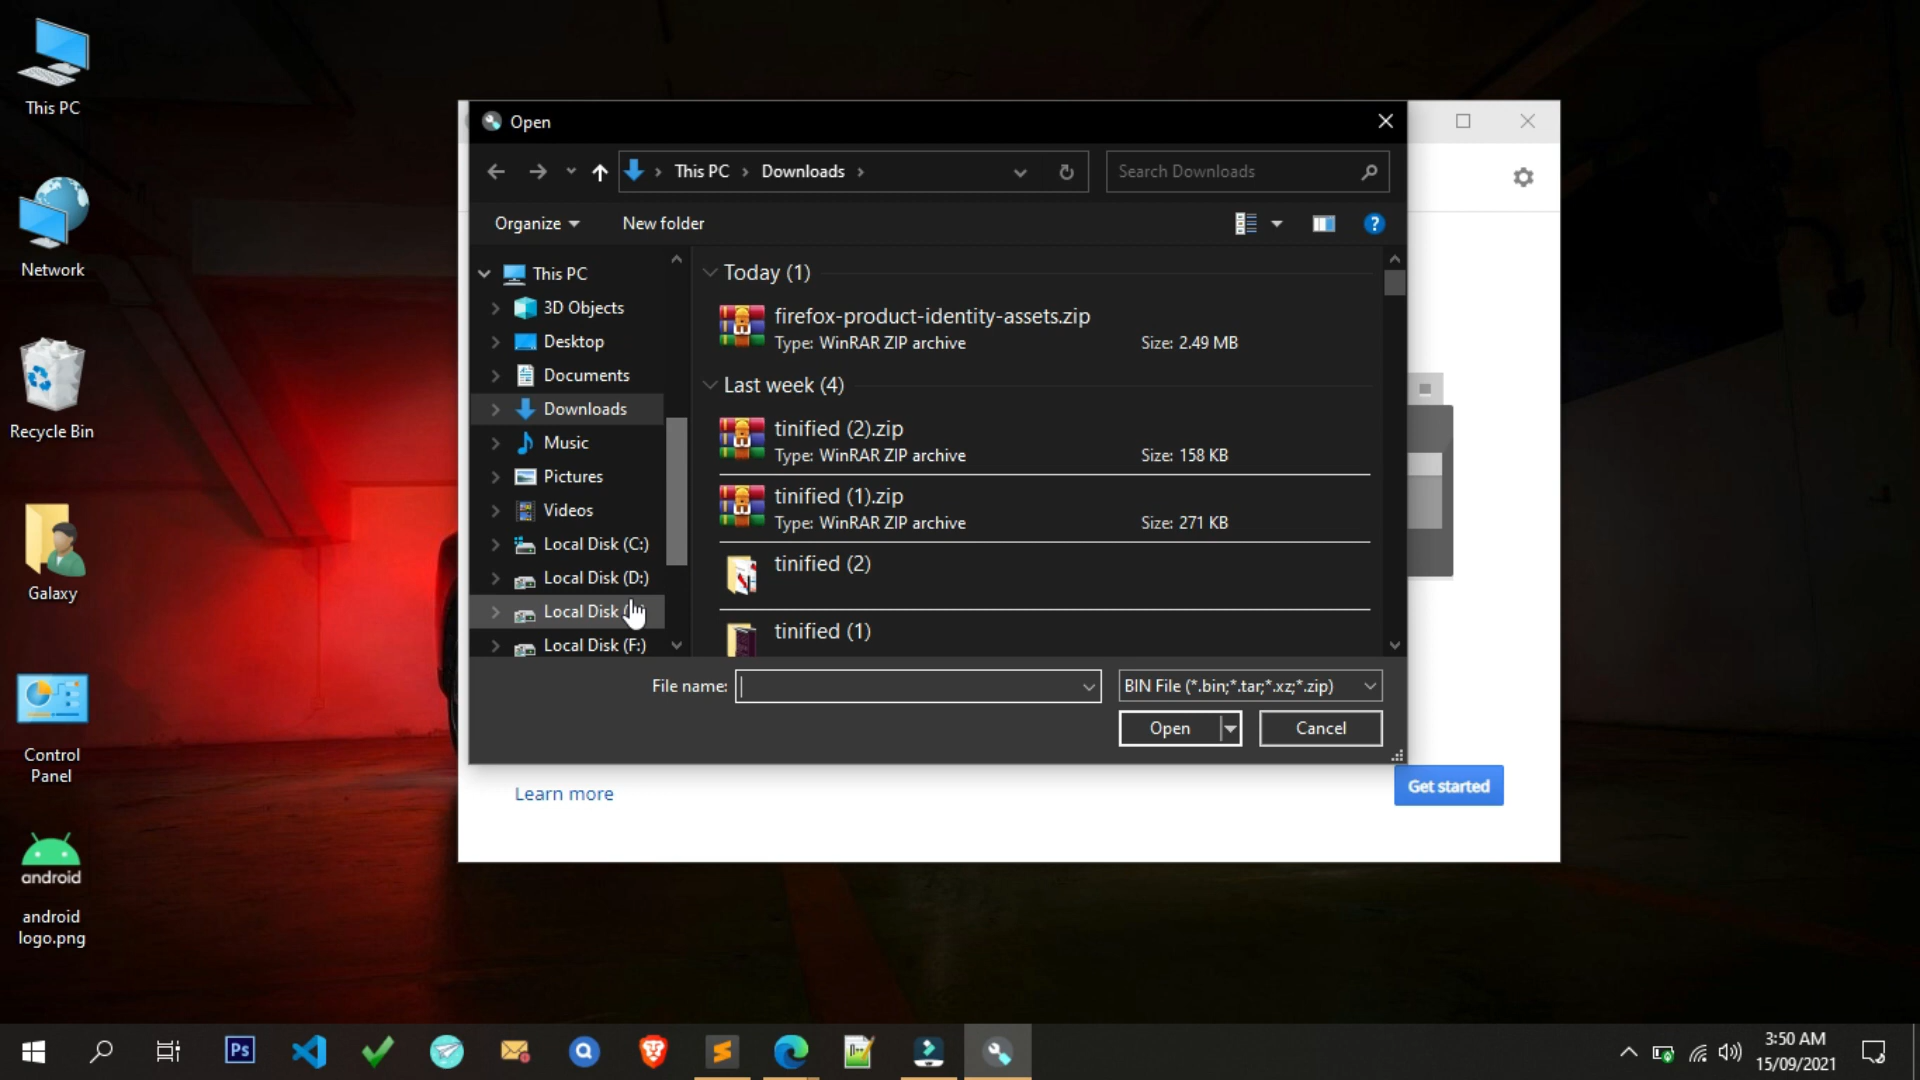 This PC
Network
Recycle Bin
Galaxy
Control
Panel
android
android
logo.png
Open
This PC
Downloads
Search Downloads
Organize
New folder
?
This PC
3D Objects
Desktop
Documents
Downloads
Music
Pictures
Videos
Local Disk (C:)
Local Disk (D:)
Local Disk
Local Disk (F:)
Today (1)
firefox-product-identity-assets.zip
Type: WinRAR ZIP archive
Size: 2.49 MB
Last week (4)
tinified (2).zip
Type: WinRAR ZIP archive
Size: 158 KB
tinified (1).zip
Type: WinRAR ZIP archive
Size: 271 KB
tinified (2)
tinified (1)
File name:
BIN File (*.bin;*.tar;*.xz;*.zip)
Open
Cancel
Learn more
Get started
Ps
3:50 AM
15/09/2021